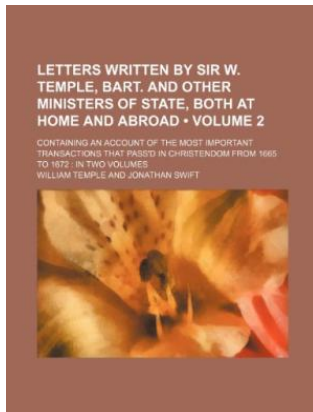 LETTERS WRITTEN BY SIR W.
TEMPLE, BART. AND OTHER
MINISTERS OF STATE, BOTH AT
HOME AND ABROAD • VOLUME 2
CONTAINING AN ACCOUNT OF THE MOST IMPORTANT
TRANSACTIONS THAT PASS'D IN CHRISTENDOM FROM 1665
TO 1672 : IN TWO VOLUMES
WILLIAM TEMPLE AND JONATHAN SWIFT